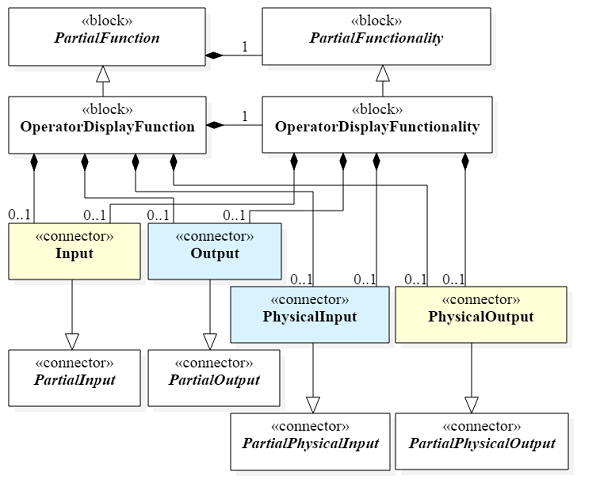 «block»
PartialFunction
«block»
PartialFunctionality
1
«block»
OperatorDisplayFunction
«block»
OperatorDisplayFunctionality
1
0..1
0..1
0..1
0..1
«connector»
Input
«connector»
Output
0..1
0..1
0..1
0..1
«connector»
PhysicalInput
«connector»
PhysicalOutput
«connector»
PartialInput
«connector»
PartialOutput
«connector»
PartialPhysicalInput
«connector»
PartialPhysicalOutput